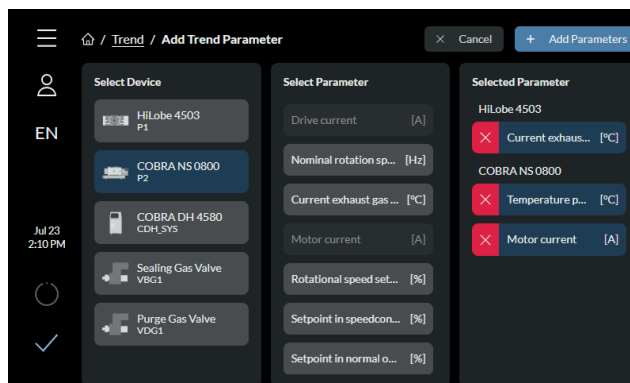 / Trend / Add Trend Parameter
× Cancel
+ Add Parameters
EN
Jul 23
2:10 PM
Select Device
HiLobe 4503
P1
COBRA NS 0800
P2
COBRA DH 4580
CDH_SYS
Sealing Gas Valve
VBG1
Purge Gas Valve
VDG1
Select Parameter
Drive current [A]
Nominal rotation sp... [Hz]
Current exhaust gas ... [ºC]
Motor current [A]
Rotational speed set... [%]
Setpoint in speedcon... [%]
Setpoint in normal o... [%]
Selected Parameter
HiLobe 4503
Current exhaus... [ºC]
COBRA NS 0800
Temperature p... [ºC]
Motor current [A]